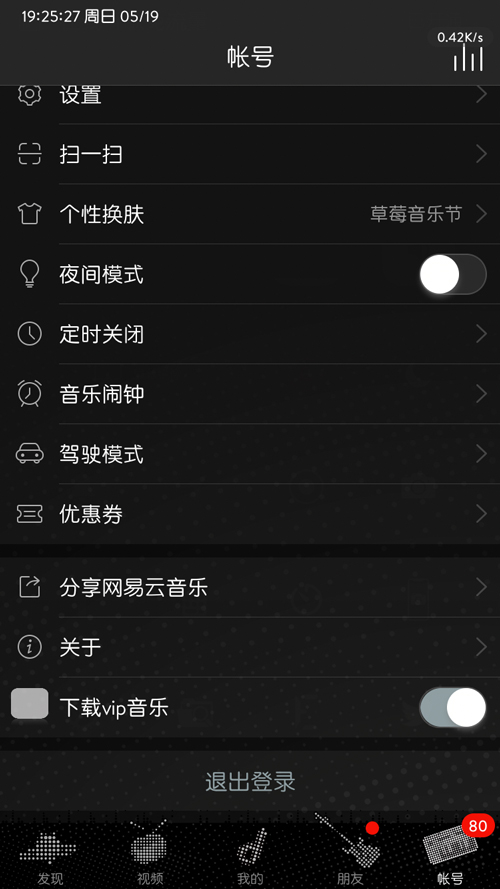 19:25:27 周日 05/19
0.42K/s
帐号
设置
扫一扫
个性换肤 草莓音乐节
夜间模式
定时关闭
音乐闹钟
驾驶模式
优惠券
分享网易云音乐
关于
下载vip音乐
退出登录
80
发现 视频 我的 朋友 帐号